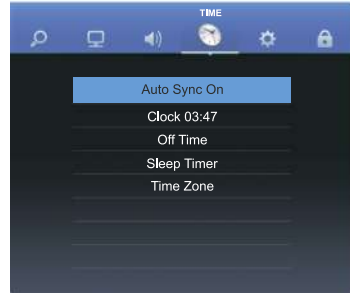 TIME
Auto Sync On
Clock 03:47
Off Time
Sleep Timer
Time Zone